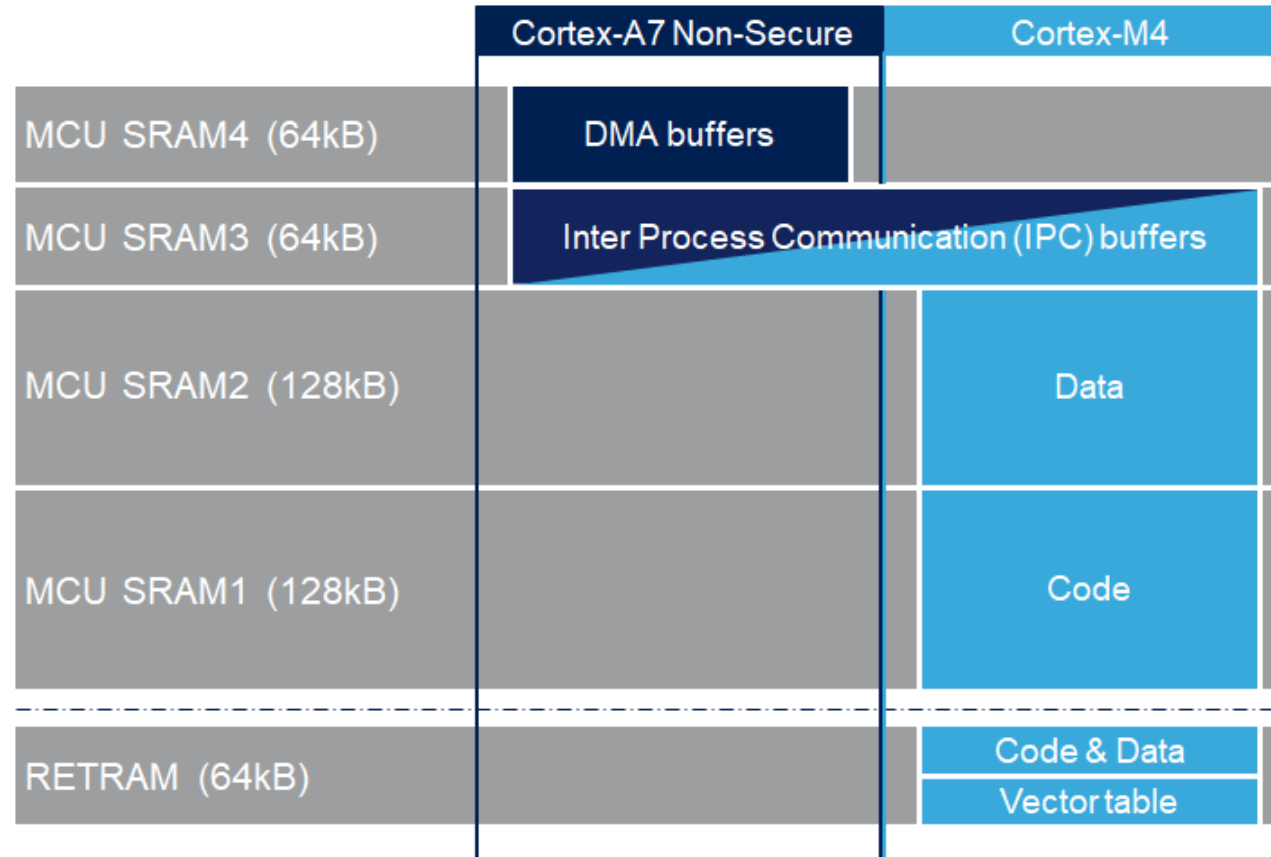 Cortex-A7 Non-Secure
Cortex-M4
MCU SRAM4 (64kB)
DMA buffers
MCU SRAM3 (64kB)
Inter Process Communication (IPC) buffers
MCU SRAM2 (128kB)
Data
MCU SRAM1 (128kB)
Code
RETRAM (64kB)
Code & Data
Vector table